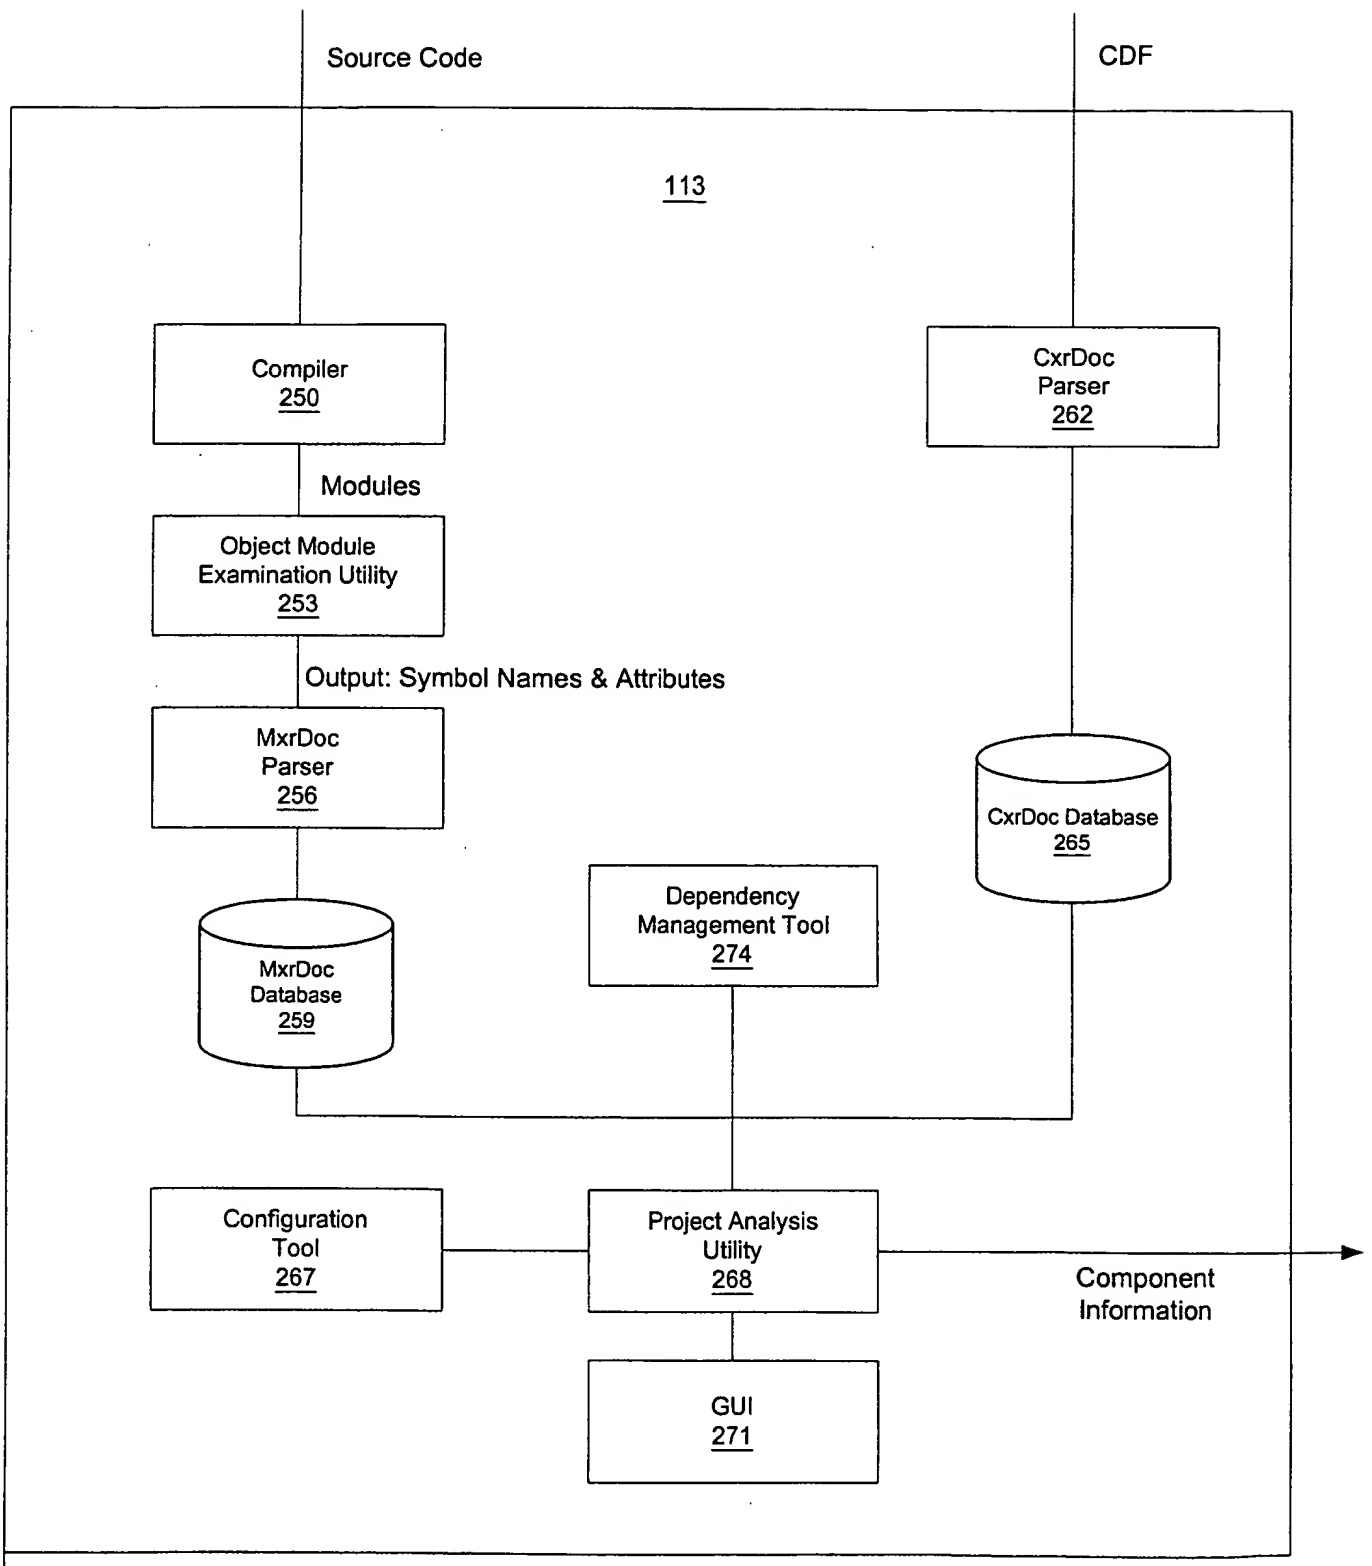 Source Code
CDF
113
Compiler
250
CxrDoc
Parser
262
Modules
Object Module
Examination Utility
253
Output: Symbol Names & Attributes
MxrDoc
Parser
256
CxrDoc Database
265
Dependency
Management Tool
274
MxrDoc
Database
259
Configuration
Tool
267
Project Analysis
Utility
268
Component
Information
GUI
271